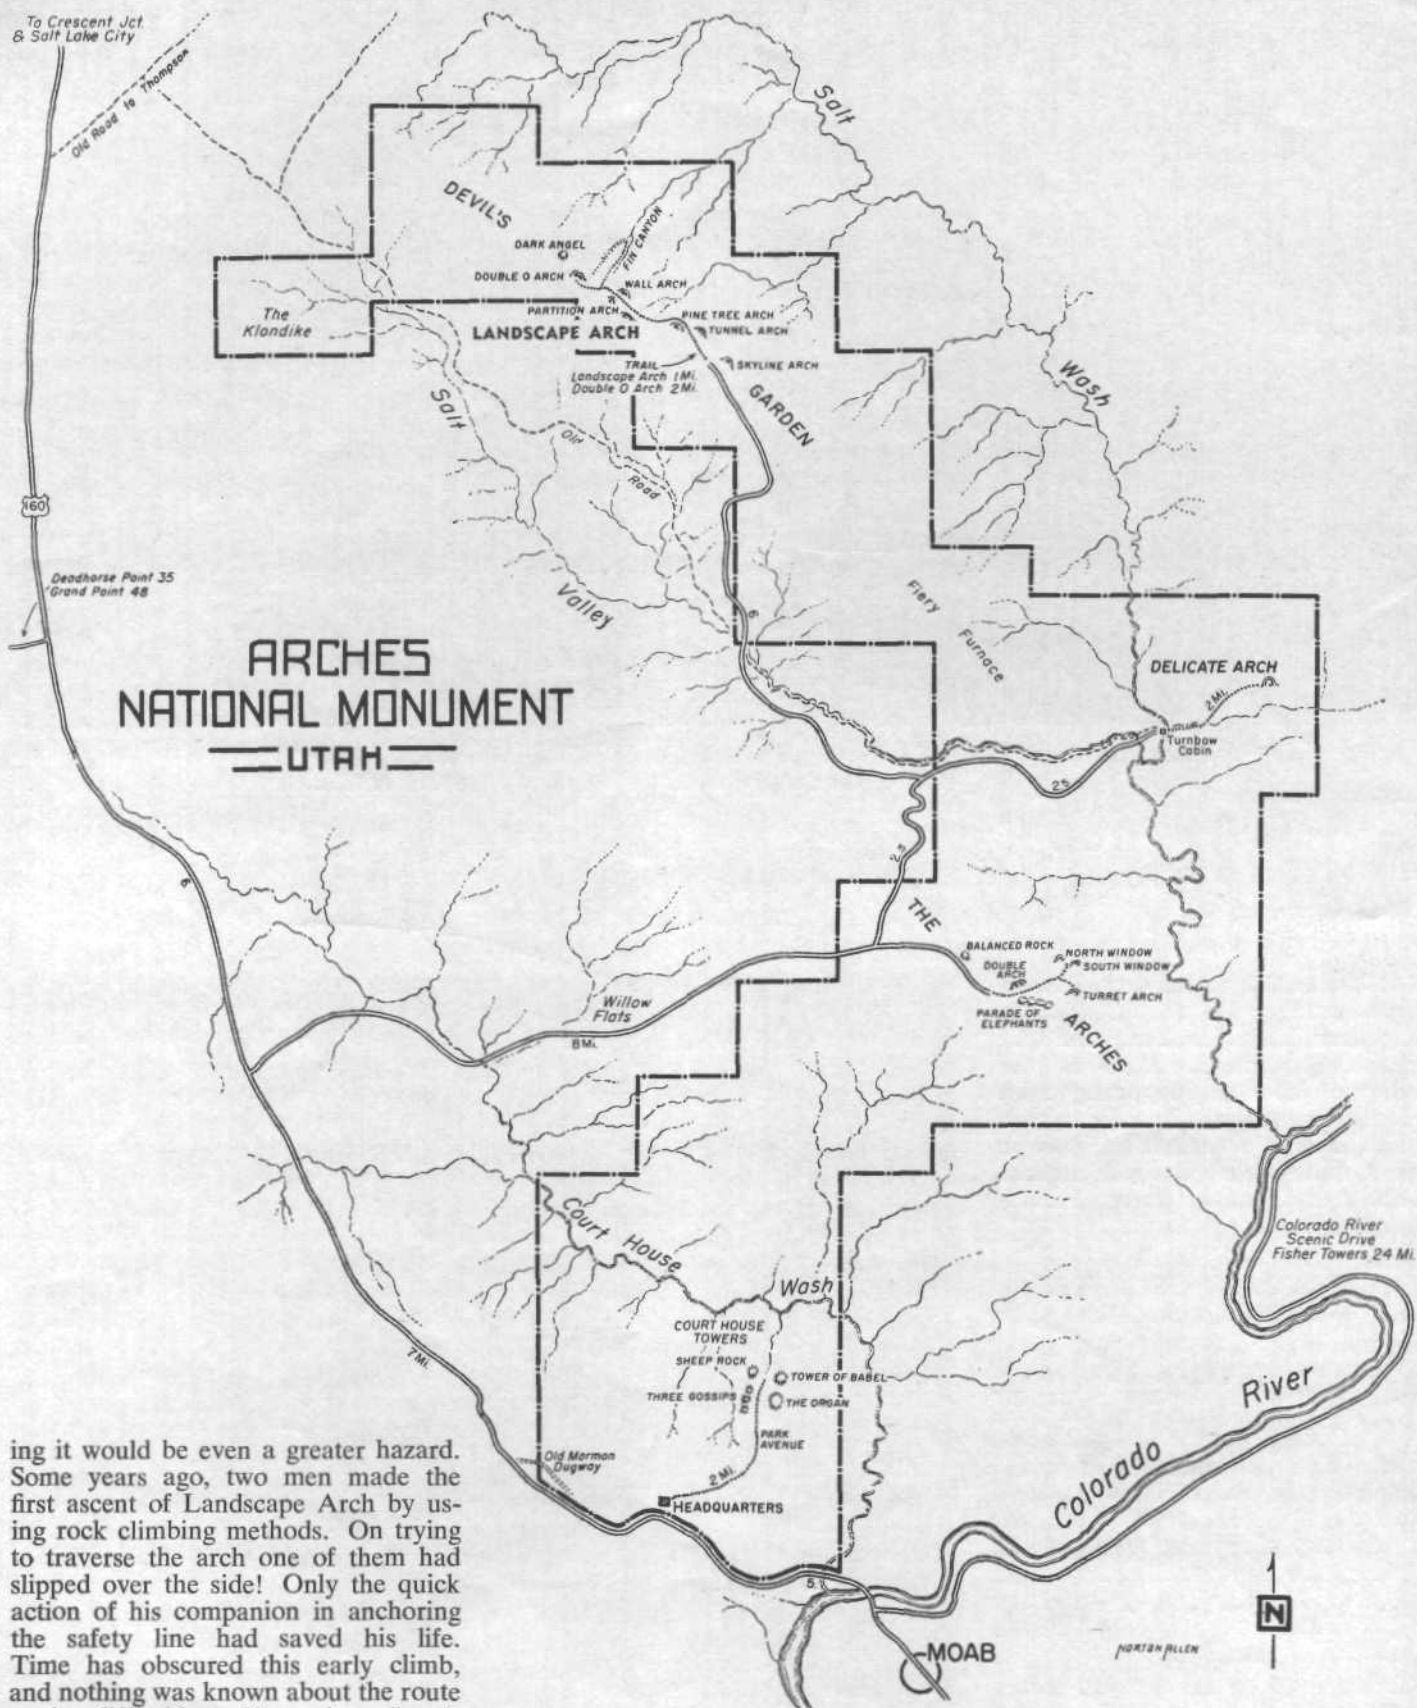 To Crescent Jct.
& Salt Lake City
Old Road to Thompson
Salt
DEVIL'S
DARK ANGEL
FIN CANYON
DOUBLE O ARCH
WALL ARCH
The
Klondike
PARTITION ARCH
PINE TREE ARCH
LANDSCAPE ARCH
TUNNEL ARCH
TRAIL
Landscape Arch 1Mi.
Double O Arch 2Mi.
SKYLINE ARCH
GARDEN
Wash
Salt
Old
Road
160
Deadhorse Point 35
Grand Point 48
Valley
6
Fiery
Furnace
ARCHES
NATIONAL MONUMENT
UTAH
DELICATE ARCH
2Mi.
Turnbow
Cabin
2.5
2.5
6
THE
BALANCED ROCK
NORTH WINDOW
DOUBLE
ARCH
SOUTH WINDOW
TURRET ARCH
PARADE OF
ELEPHANTS
ARCHES
Willow
Flats
8Mi.
Court House
Wash
Colorado River
Scenic Drive
Fisher Towers 24 Mi.
COURT HOUSE
TOWERS
SHEEP ROCK
TOWER OF BABEL
THREE GOSSIPS
THE ORGAN
7Mi.
PARK
AVENUE
Old Mormon
Dugway
2Mi.
HEADQUARTERS
Colorado River
5
MOAB
N
NORTON ALLEN
ing it would be even a greater hazard.
Some years ago, two men made the
first ascent of Landscape Arch by us-
ing rock climbing methods. On trying
to traverse the arch one of them had
slipped over the side! Only the quick
action of his companion in anchoring
the safety line had saved his life.
Time has obscured this early climb,
and nothing was known about the route